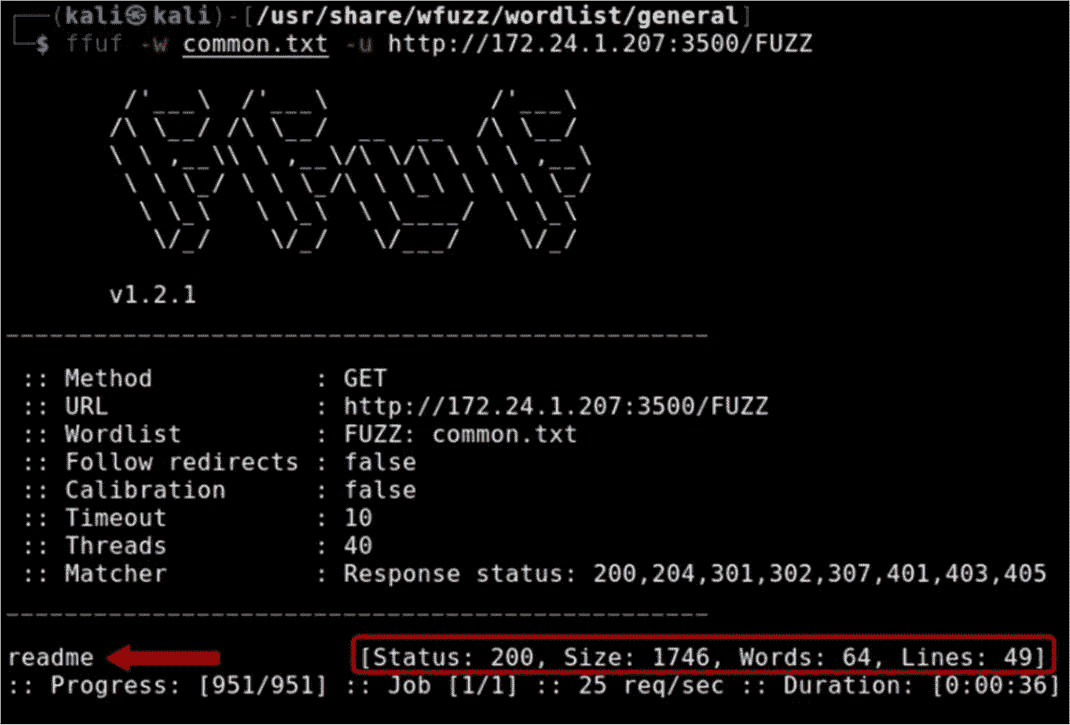 (kali㉿kali)-[/usr/share/wfuzz/wordlist/general]
$ ffuf -w common.txt -u http://172.24.1.207:3500/FUZZ
v1.2.1
:: Method : GET
:: URL : http://172.24.1.207:3500/FUZZ
:: Wordlist : FUZZ: common.txt
:: Follow redirects : false
:: Calibration : false
:: Timeout : 10
:: Threads : 40
:: Matcher : Response status: 200,204,301,302,307,401,403,405
readme [Status: 200, Size: 1746, Words: 64, Lines: 49]
:: Progress: [951/951] :: Job [1/1] :: 25 req/sec :: Duration: [0:00:36]